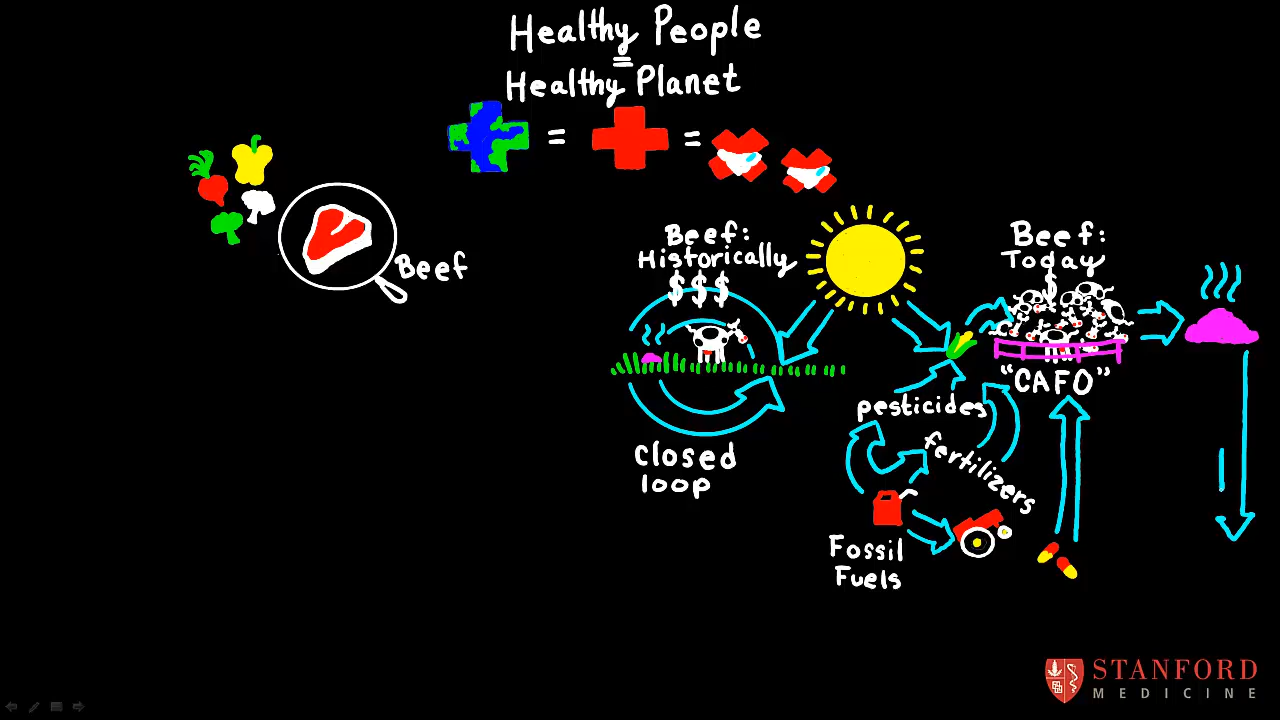 Healthy People
=
Healthy Planet
= =
Beef
Beef:
Historically
$$$
closed
loop
Beef:
Today
$
"CAFO"
pesticides
fertilizers
Fossil
Fuels
STANFORD
MEDICINE